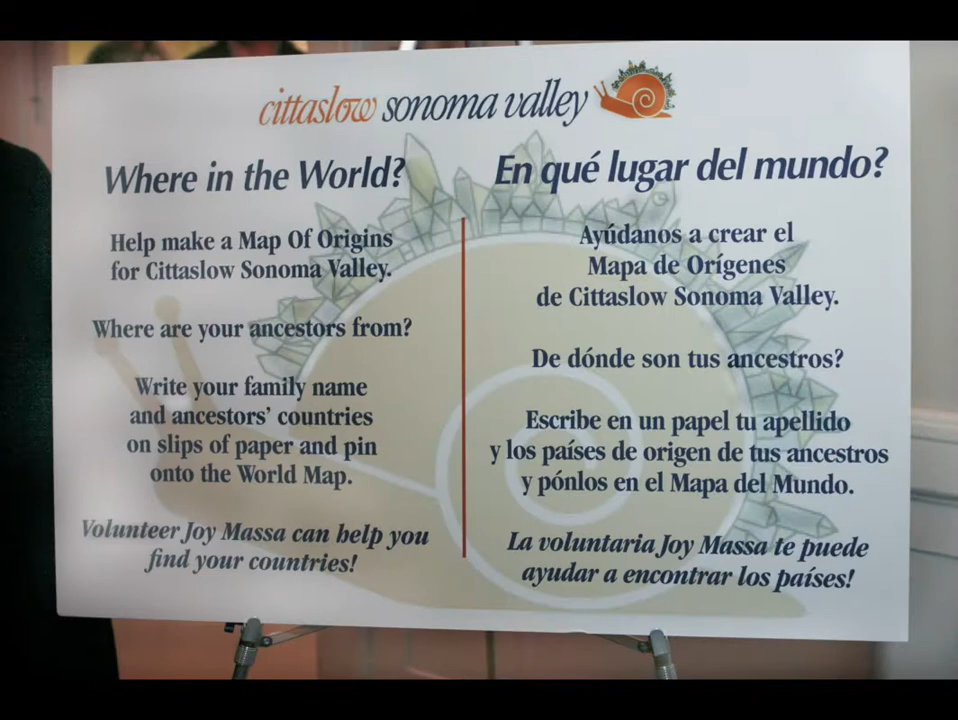 cittaslow sonoma valley
Where in the World?
Help make a Map Of Origins
for Cittaslow Sonoma Valley.
Where are your ancestors from?
Write your family name
and ancestors' countries
on slips of paper and pin
onto the World Map.
Volunteer Joy Massa can help you
find your countries!
En qué lugar del mundo?
Ayúdanos a crear el
Mapa de Orígenes
de Cittaslow Sonoma Valley.
De dónde son tus ancestros?
Escribe en un papel tu apellido
y los países de origen de tus ancestros
y pónlos en el Mapa del Mundo.
La voluntaria Joy Massa te puede
ayudar a encontrar los países!